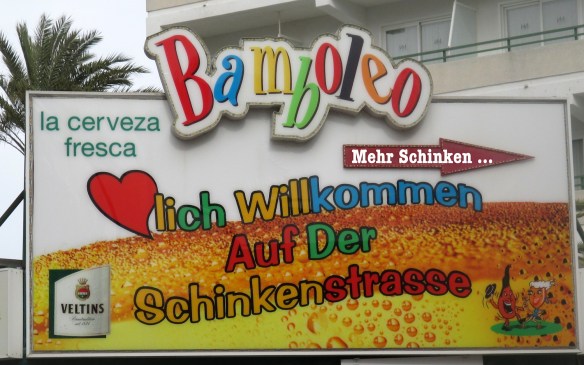 Bamboleo
la cerveza
fresca
Mehr Schinken ...
lich Willkommen
Auf Der
Schinkenstrasse
VELTINS